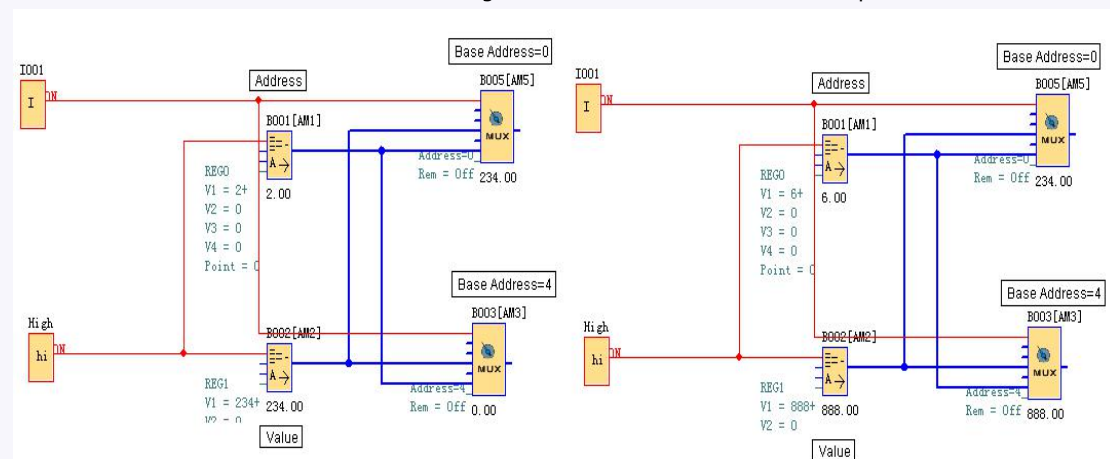 Base Address=0
B005[AM5]
I001
I
ON
Address
B001[AM1]
A
MUX
Address=0
Rem = Off
234.00
REG0
V1 = 2+
V2 = 0
V3 = 0
V4 = 0
Point = 0
2.00
Base Address=4
B003[AM3]
High
hi
ON
B002[AM2]
A
MUX
Address=4
Rem = Off
0.00
REG1
V1 = 234+
V2 = 0
234.00
Value
Base Address=0
B005[AM5]
I001
I
ON
Address
B001[AM1]
A
MUX
Address=0
Rem = Off
234.00
REG0
V1 = 6+
V2 = 0
V3 = 0
V4 = 0
Point = 0
6.00
Base Address=4
B003[AM3]
High
hi
ON
B002[AM2]
A
MUX
Address=4
Rem = Off
888.00
REG1
V1 = 888+
V2 = 0
888.00
Value